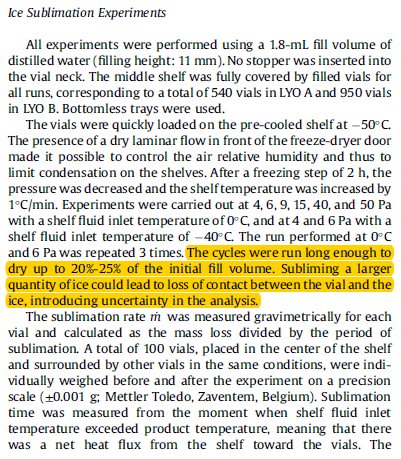 Ice Sublimation Experiments
All experiments were performed using a 1.8-mL fill volume of
distilled water (filling height: 11 mm). No stopper was inserted into
the vial neck. The middle shelf was fully covered by filled vials for
all runs, corresponding to a total of 540 vials in LYO A and 950 vials
in LYO B. Bottomless trays were used.
The vials were quickly loaded on the pre-cooled shelf at −50°C.
The presence of a dry laminar flow in front of the freeze-dryer door
made it possible to control the air relative humidity and thus to
limit condensation on the shelves. After a freezing step of 2 h, the
pressure was decreased and the shelf temperature was increased by
1°C/min. Experiments were carried out at 4, 6, 9, 15, 40, and 50 Pa
with a shelf fluid inlet temperature of 0°C, and at 4 and 6 Pa with a
shelf fluid inlet temperature of −40°C. The run performed at 0°C
and 6 Pa was repeated 3 times. The cycles were run long enough to
dry up to 20%-25% of the initial fill volume. Subliming a larger
quantity of ice could lead to loss of contact between the vial and the
ice, introducing uncertainty in the analysis.
The sublimation rate ṁ was measured gravimetrically for each
vial and calculated as the mass loss divided by the period of
sublimation. A total of 100 vials, placed in the center of the shelf
and surrounded by other vials in the same conditions, were indi-
vidually weighed before and after the experiment on a precision
scale (±0.001 g; Mettler Toledo, Zaventem, Belgium). Sublimation
time was measured from the moment when shelf fluid inlet
temperature exceeded product temperature, meaning that there
was a net heat flux from the shelf toward the vials. The